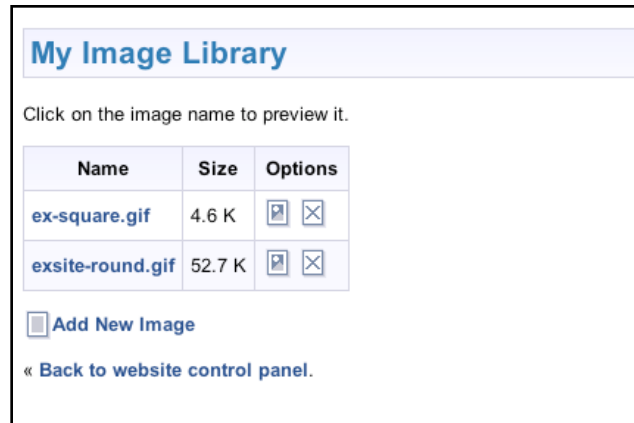 My Image Library
Click on the image name to preview it.
Name Size Options
ex-square.gif 4.6 K
exsite-round.gif 52.7 K
Add New Image
« Back to website control panel.